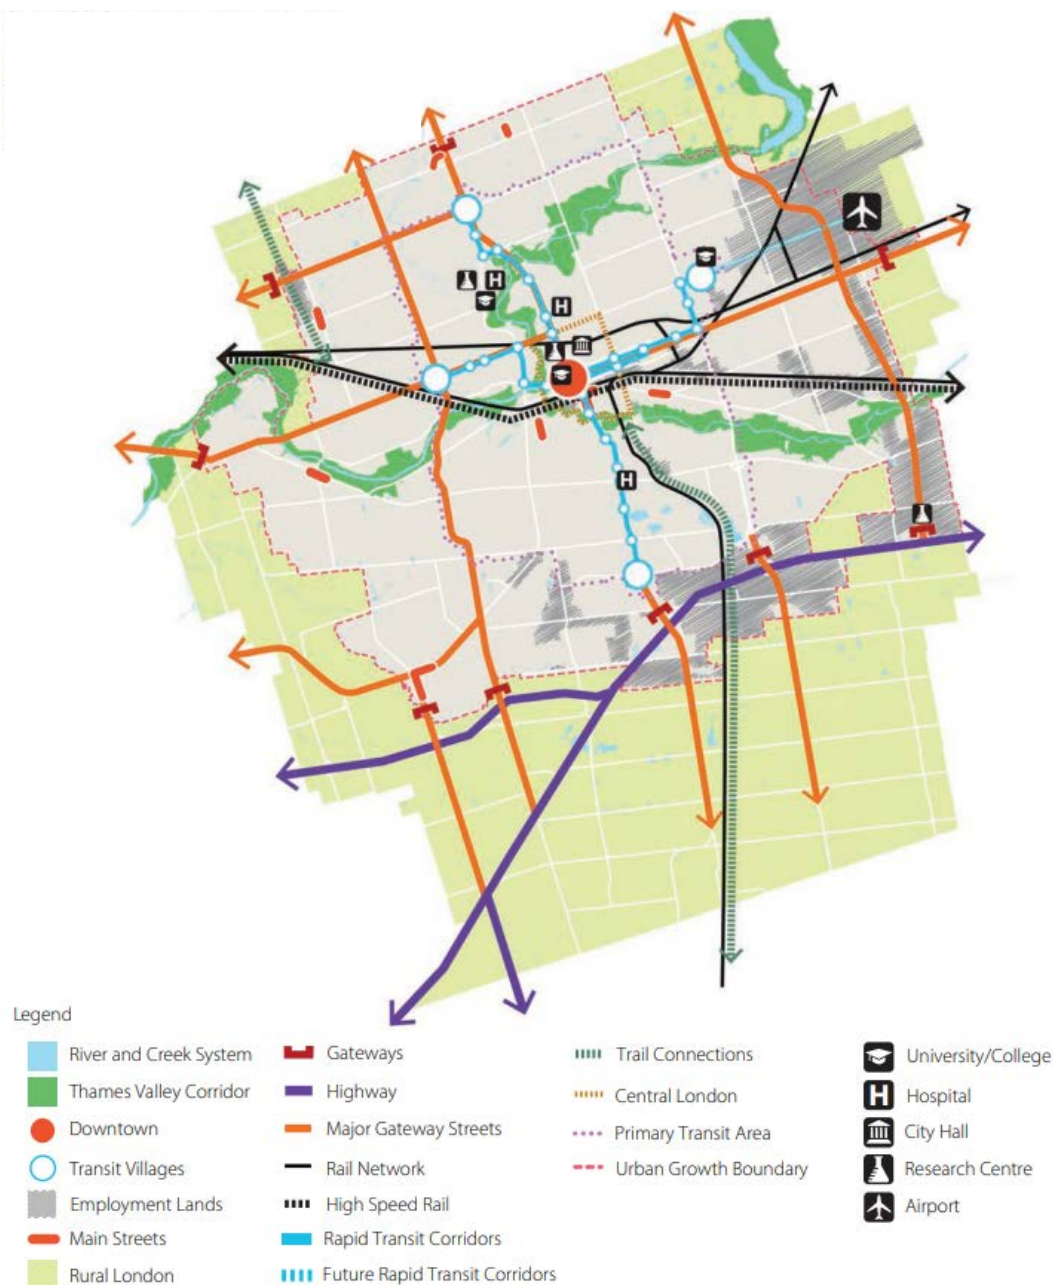 H
H
H
Legend
River and Creek System
Thames Valley Corridor
Downtown
Transit Villages
Employment Lands
Main Streets
Rural London
Gateways
Highway
Major Gateway Streets
Rail Network
High Speed Rail
Rapid Transit Corridors
Future Rapid Transit Corridors
Trail Connections
Central London
Primary Transit Area
Urban Growth Boundary
University/College
H Hospital
City Hall
Research Centre
Airport